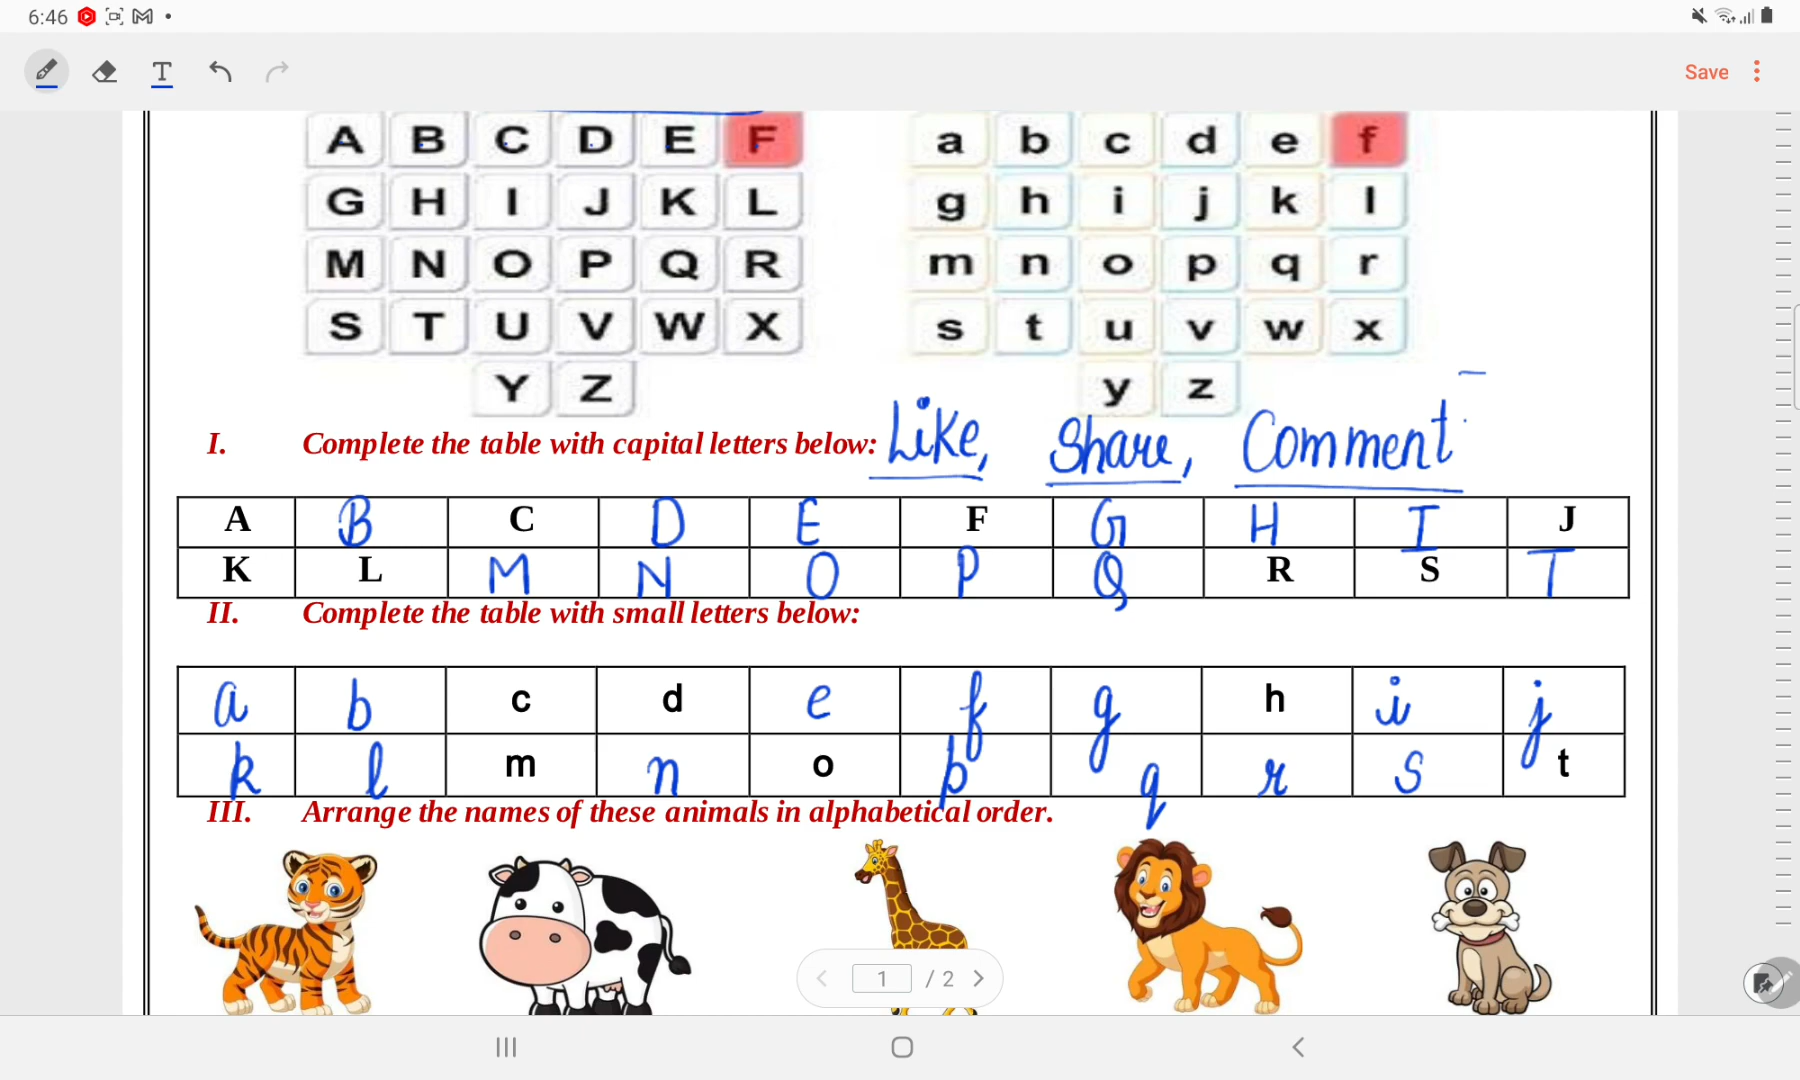 6:46
Save
A B C D E F
a b c d e f
G H I J K L
g h i j k l
M N O P Q R
m n o p q r
S T U V W X
s t u v w x
Y Z
y z
I. Complete the table with capital letters below: Like, Share, Comment
A B C D E F G H I J
K L M N O P Q R S T
II. Complete the table with small letters below:
a b c d e f g h i j
k l m n o p q r s t
III. Arrange the names of these animals in alphabetical order.
1 / 2